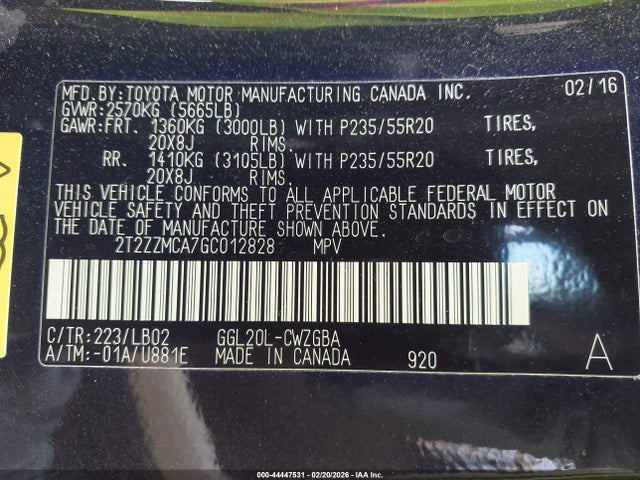 MFD.BY:TOYOTA MOTOR MANUFACTURING CANADA INC. 02/16
GVWR:2570KG (5665LB)
GAWR:FRT. 1360KG (3000LB) WITH P235/55R20 TIRES,
20X8J RIMS.
RR. 1410KG (3105LB) WITH P235/55R20 TIRES,
20X8J RIMS.
THIS VEHICLE CONFORMS TO ALL APPLICABLE FEDERAL MOTOR
VEHICLE SAFETY AND THEFT PREVENTION STANDARDS IN EFFECT ON
THE DATE OF MANUFACTURE SHOWN ABOVE.
2T2ZZMCA7GC012828 MPV
C/TR:223/LB02 GGL20L-CWZGBA
A/TM:-01A/U881E MADE IN CANADA 920 A
000-44447531 - 02/20/2026 - IAA Inc.